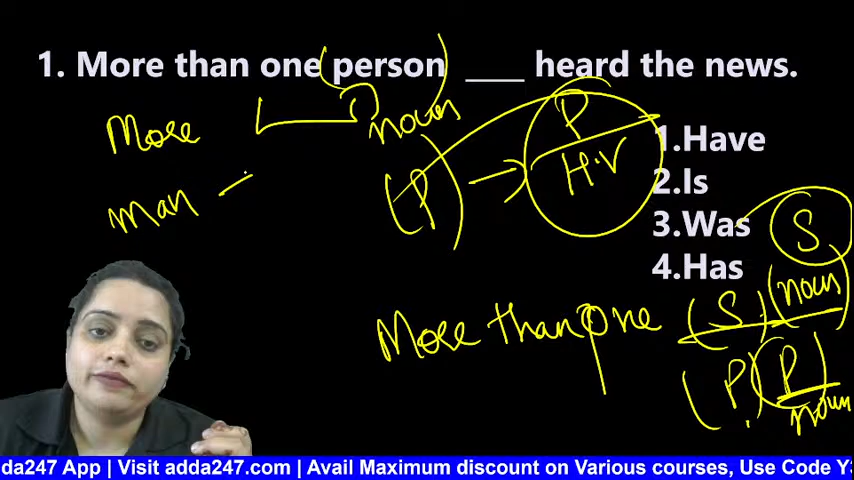 1. More than one person ____ heard the news.
More
noun
P
H.V
(P)
man
1.Have
2.Is
3.Was
4.Has
S
More than one (S) (noun)
(P) (P)
noun
da247 App | Visit adda247.com | Avail Maximum discount on Various courses, Use Code Y3